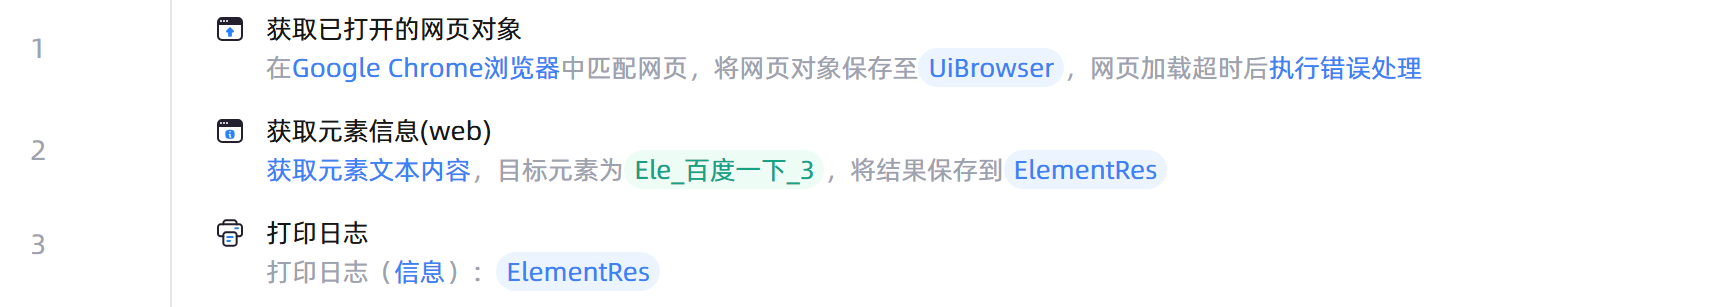 1
获取已打开的网页对象
在Google Chrome浏览器中匹配网页，将网页对象保存至 UiBrowser ，网页加载超时后执行错误处理
2
获取元素信息(web)
获取元素文本内容，目标元素为 Ele_百度一下_3 ，将结果保存到 ElementRes
3
打印日志
打印日志（信息）： ElementRes